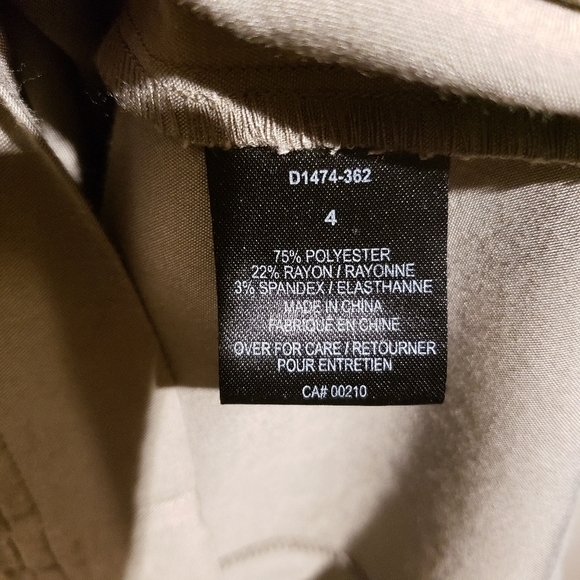 D1474-362
4
75% POLYESTER
22% RAYON / RAYONNE
3% SPANDEX / ELASTHANNE
MADE IN CHINA
FABRIQUE EN CHINE
OVER FOR CARE / RETOURNER
POUR ENTRETIEN
CA# 00210